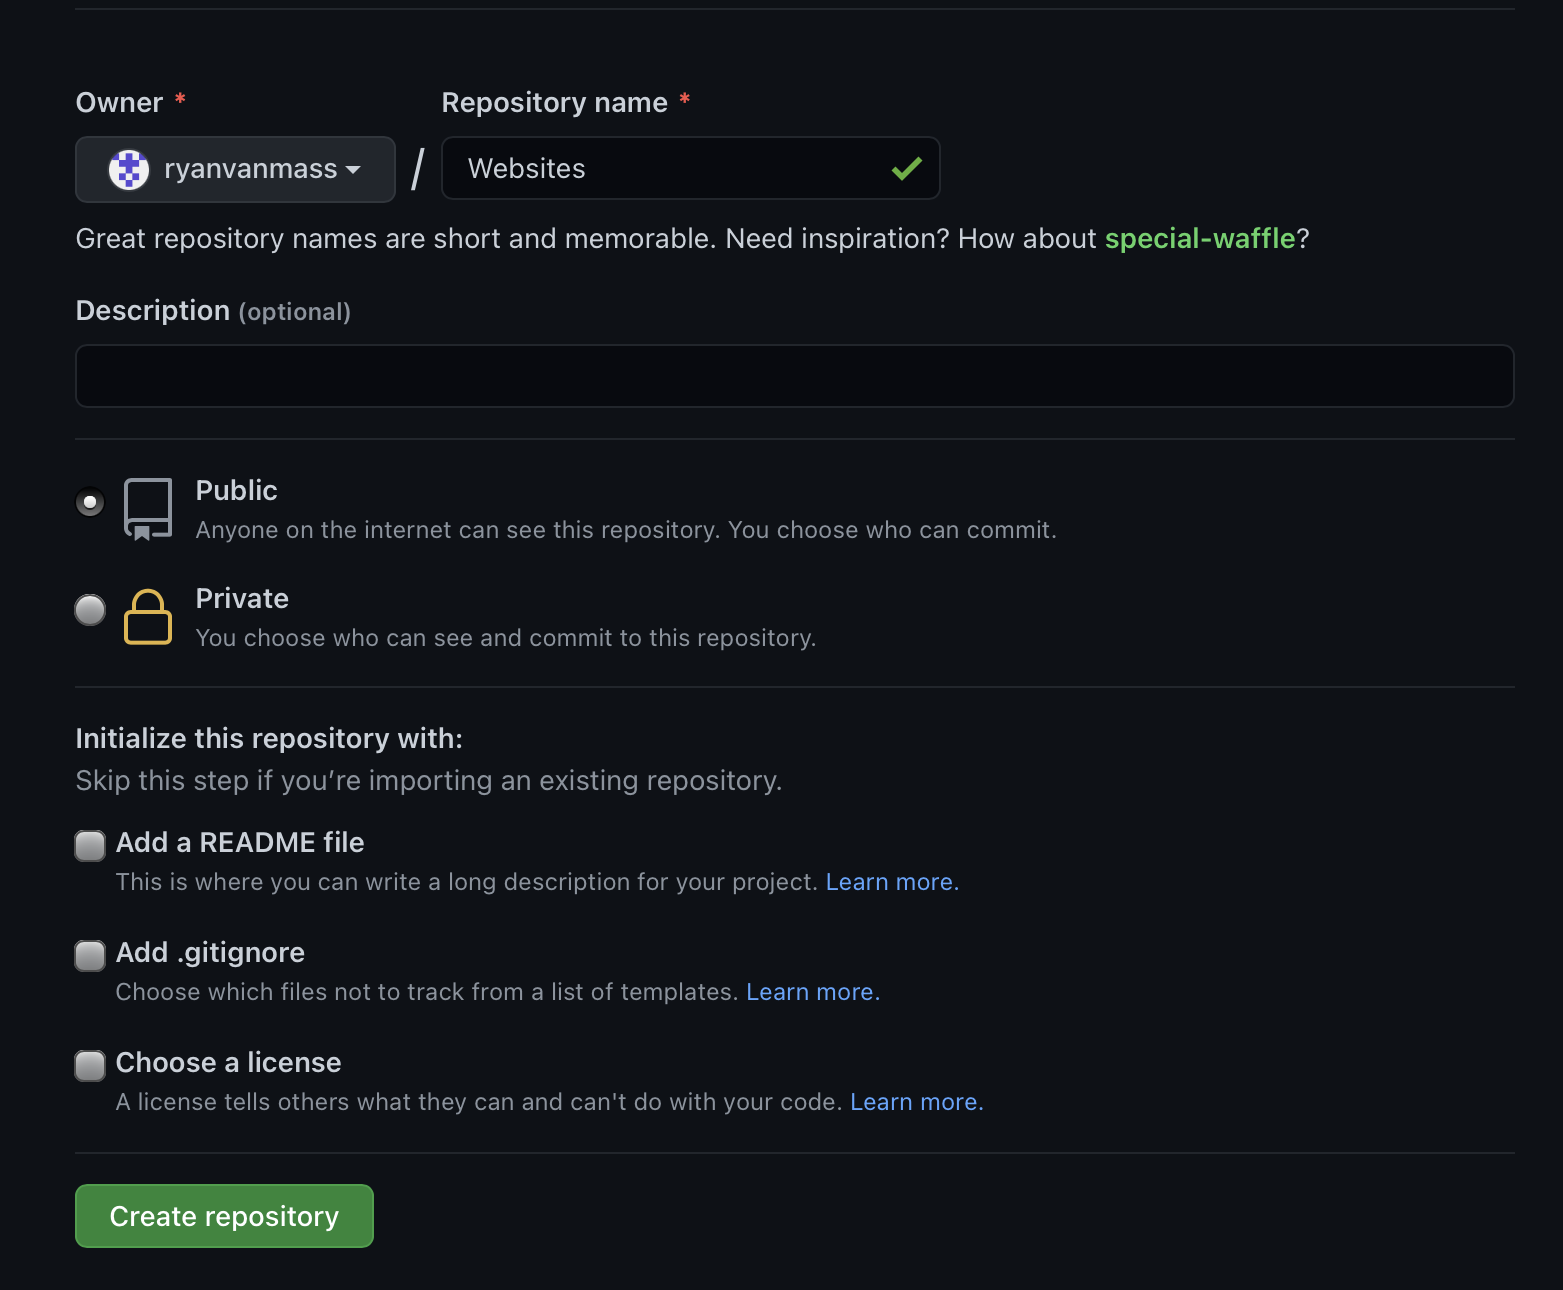 Owner * Repository name *
ryanvanmass / Websites
Great repository names are short and memorable. Need inspiration? How about special-waffle?
Description (optional)
Public
Anyone on the internet can see this repository. You choose who can commit.
Private
You choose who can see and commit to this repository.
Initialize this repository with:
Skip this step if you’re importing an existing repository.
Add a README file
This is where you can write a long description for your project. Learn more.
Add .gitignore
Choose which files not to track from a list of templates. Learn more.
Choose a license
A license tells others what they can and can't do with your code. Learn more.
Create repository